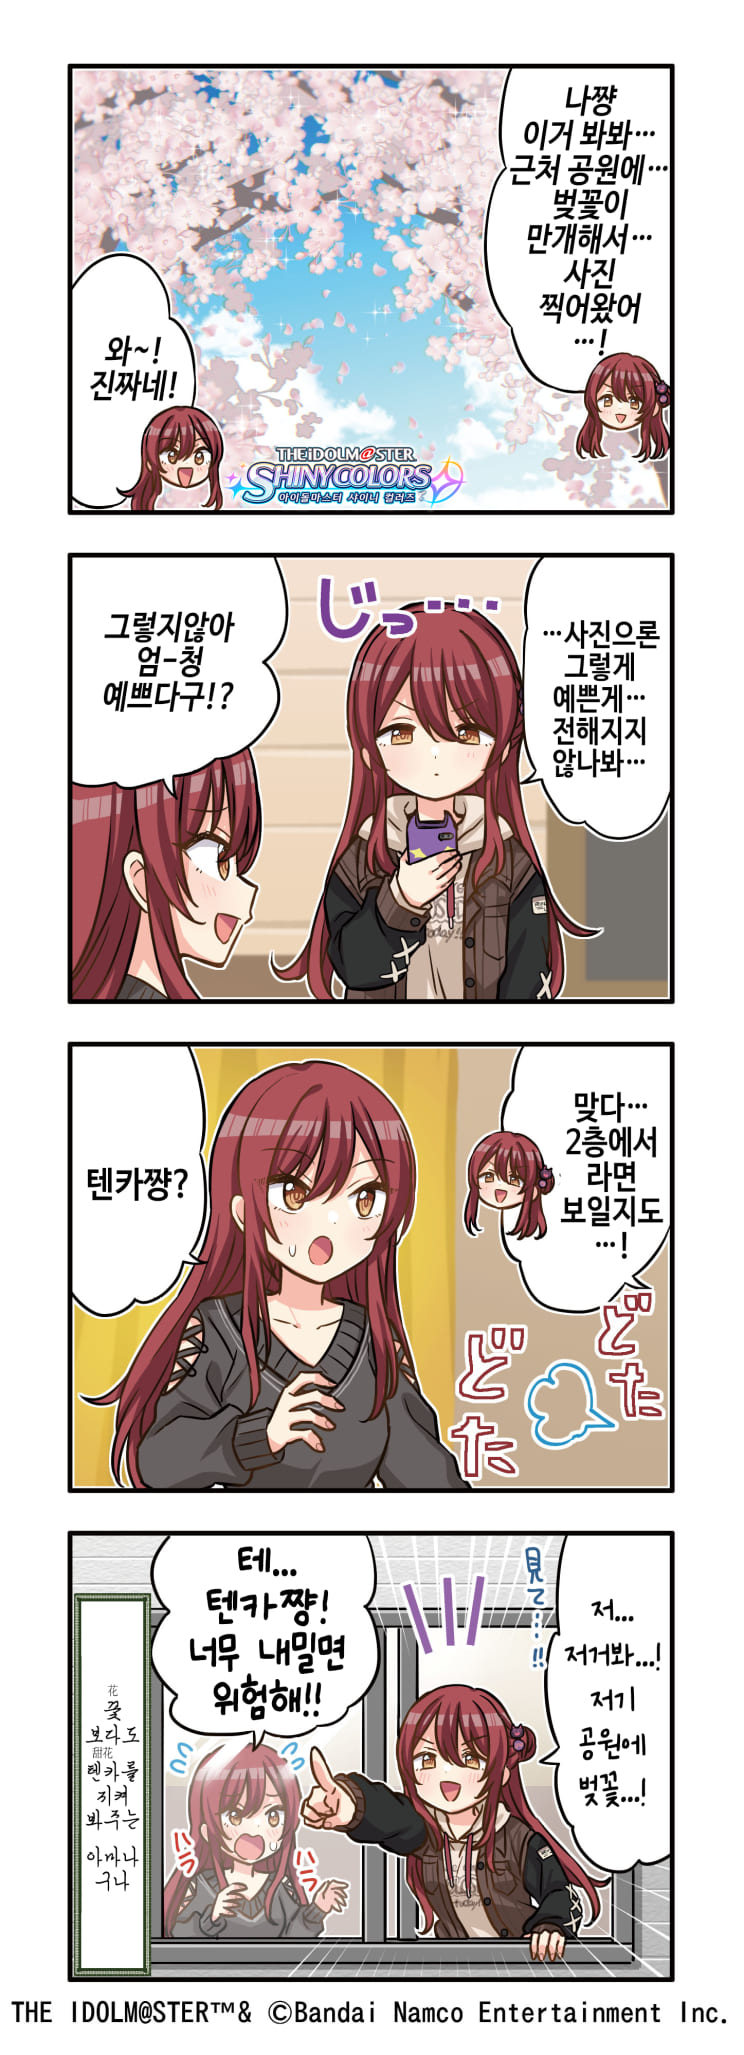 나쨩
이거 봐봐…
근처 공원에…
벚꽃이
만개해서…
사진
찍어왔어
…!
와~!
진짜네!
THE iDOLM@STER
SHINYCOLORS
아이돌마스터 샤이니 컬러즈
…사진으론
그렇게
예쁜게…
전해지지
않나봐…
じっ…
그렇지않아
엄-청
예쁘다구!?
맞다…
2층에서
라면
보일지도
…!
텐카쨩?
どた
どた
저...
저거봐...!
저기
공원에
벚꽃...!
見て…!!
테...
텐카쨩!
너무 내밀면
위험해!!
ハラ
ハラ
花
꽃
보다도
甜花
텐카를
지켜
봐주는
아마나
구나
THE IDOLM@STER™& ©Bandai Namco Entertainment Inc.